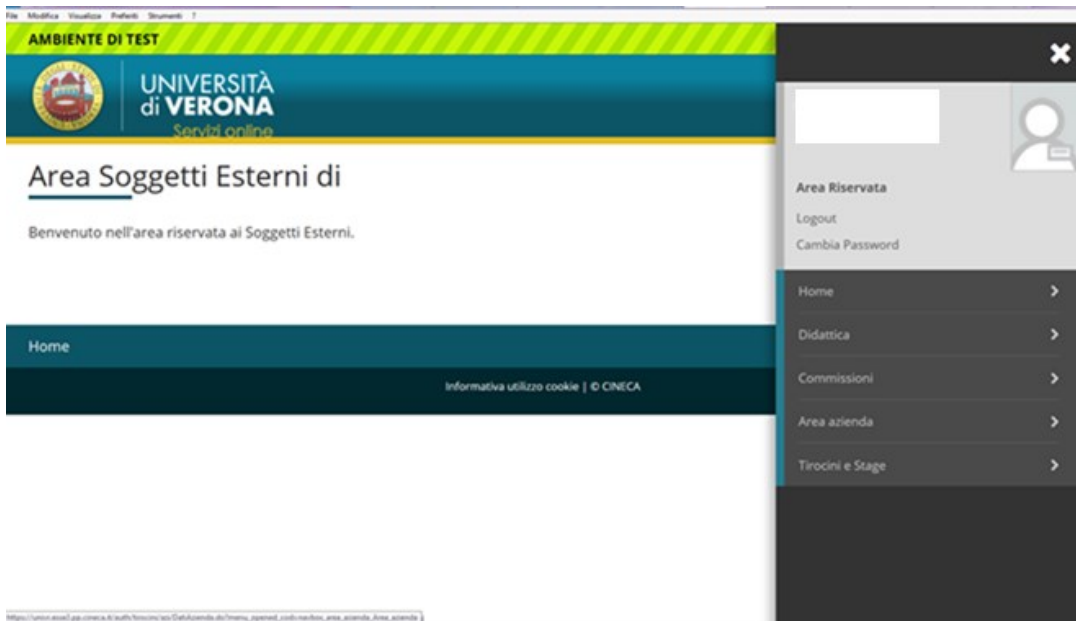 File Modifica Visualizza Preferiti Strumenti ?
AMBIENTE DI TEST
UNIVERSITÀ
di VERONA
Servizi online
Area Soggetti Esterni di
Benvenuto nell'area riservata ai Soggetti Esterni.
Home
Informativa utilizzo cookie | © CINECA
Area Riservata
Logout
Cambia Password
Home
Didattica
Commissioni
Area azienda
Tirocini e Stage